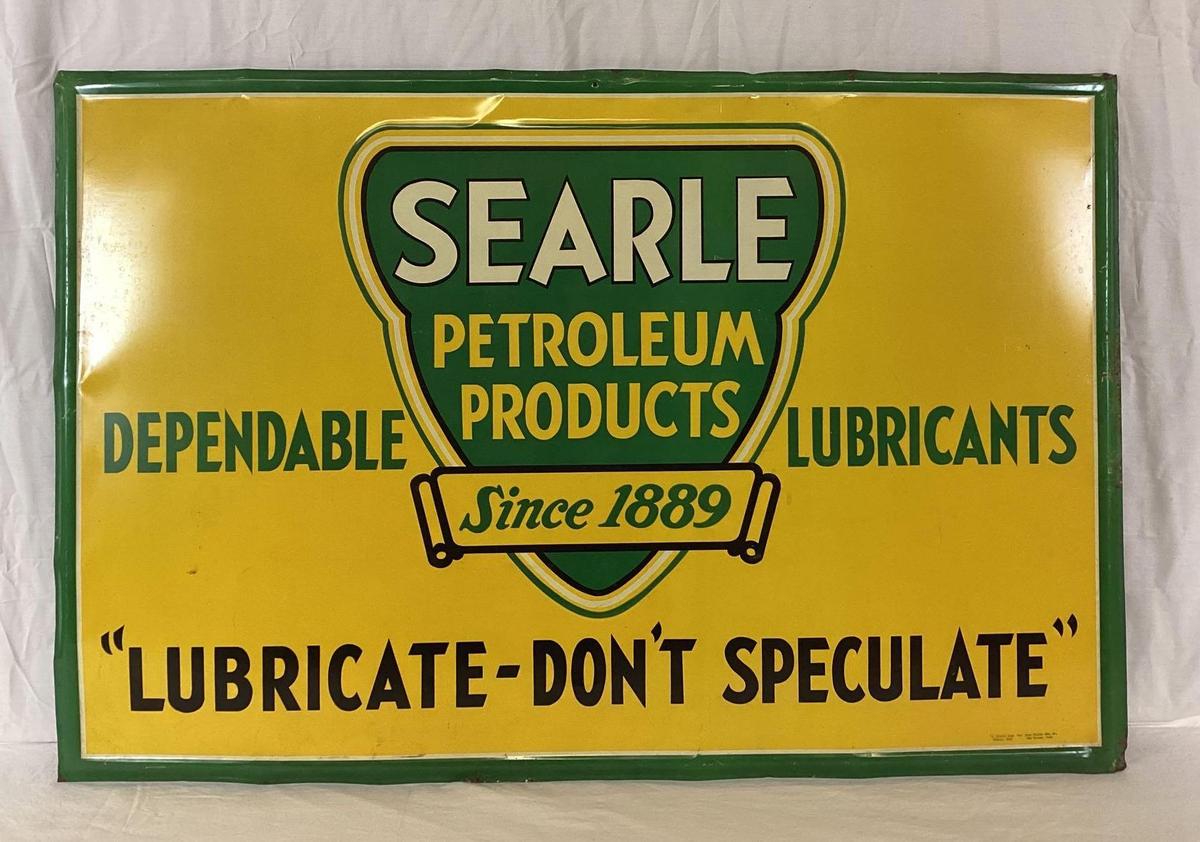 SEARLE
PETROLEUM
PRODUCTS
DEPENDABLE LUBRICANTS
Since 1889
"LUBRICATE-DON'T SPECULATE"